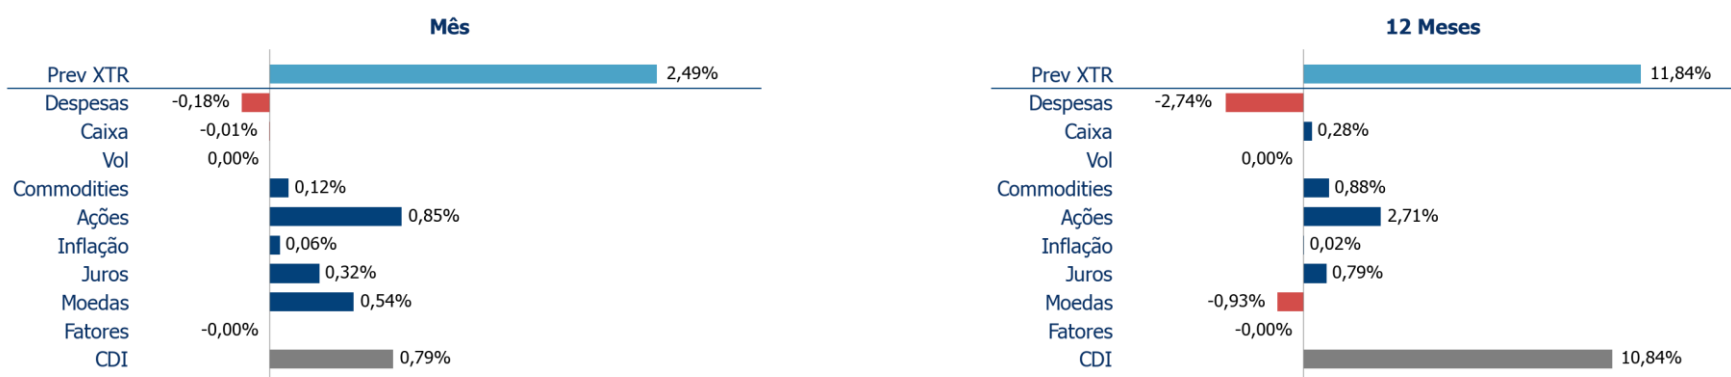 Mês
Prev XTR 2,49%
Despesas -0,18%
Caixa -0,01%
Vol 0,00%
Commodities 0,12%
Ações 0,85%
Inflação 0,06%
Juros 0,32%
Moedas 0,54%
Fatores -0,00%
CDI 0,79%
12 Meses
Prev XTR 11,84%
Despesas -2,74%
Caixa 0,28%
Vol 0,00%
Commodities 0,88%
Ações 2,71%
Inflação 0,02%
Juros 0,79%
Moedas -0,93%
Fatores -0,00%
CDI 10,84%